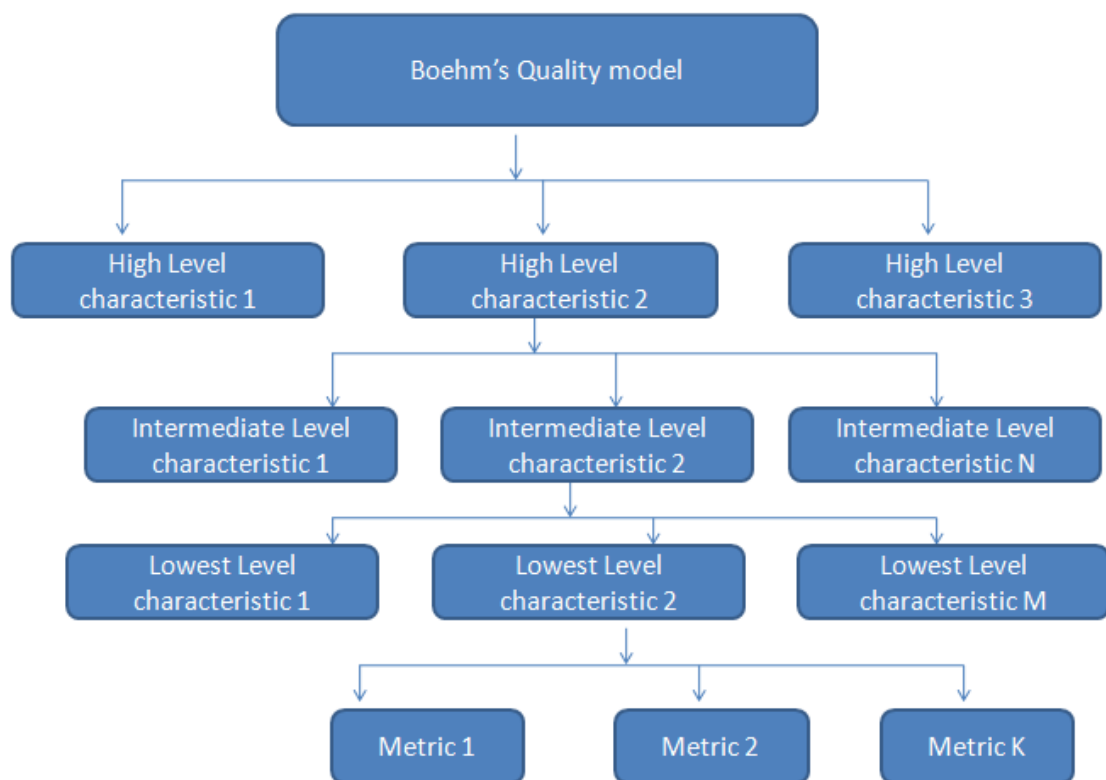 Boehm's Quality model
High Level
characteristic 1
High Level
characteristic 2
High Level
characteristic 3
Intermediate Level
characteristic 1
Intermediate Level
characteristic 2
Intermediate Level
characteristic N
Lowest Level
characteristic 1
Lowest Level
characteristic 2
Lowest Level
characteristic M
Metric 1
Metric 2
Metric K